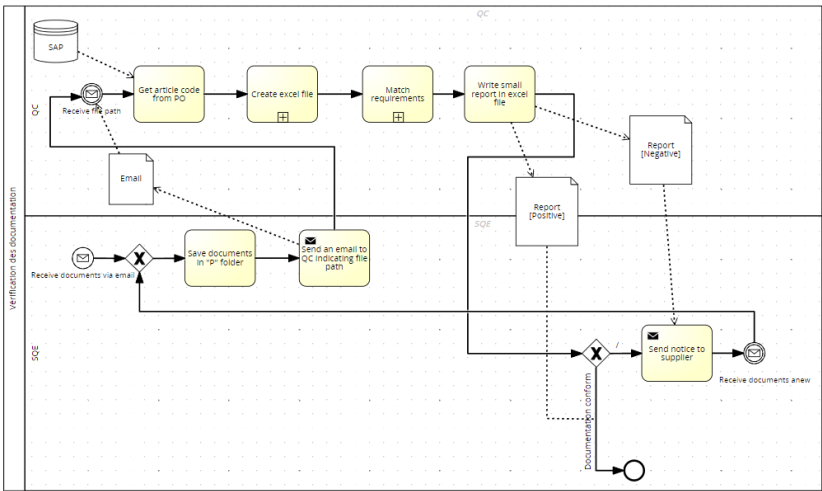 QC
SAP
Get article code
from PO
Create excel file
Match
requirements
Write small
report in excel
file
QC
Receive file path
Report
[Negative]
Email
Report
[Positive]
Vérification des documentation
SQE
Save documents
in "P" folder
Send an email to
QC indicating file
path
Receive documents via email
SQE
Send notice to
supplier
Receive documents anew
Documentation conform